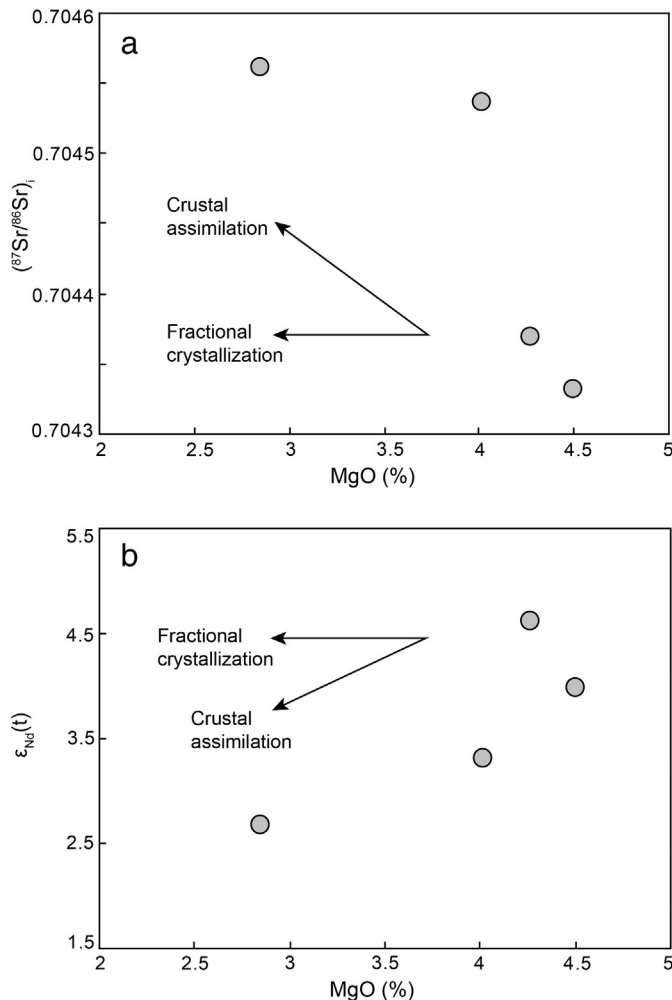 a
0.7046
0.7045
0.7044
0.7043
(⁸⁷Sr/⁸⁶Sr)ᵢ
Crustal
assimilation
Fractional
crystallization
2 2.5 3 3.5 4 4.5 5
MgO (%)
b
5.5
4.5
3.5
2.5
1.5
εNd(t)
Fractional
crystallization
Crustal
assimilation
2 2.5 3 3.5 4 4.5 5
MgO (%)